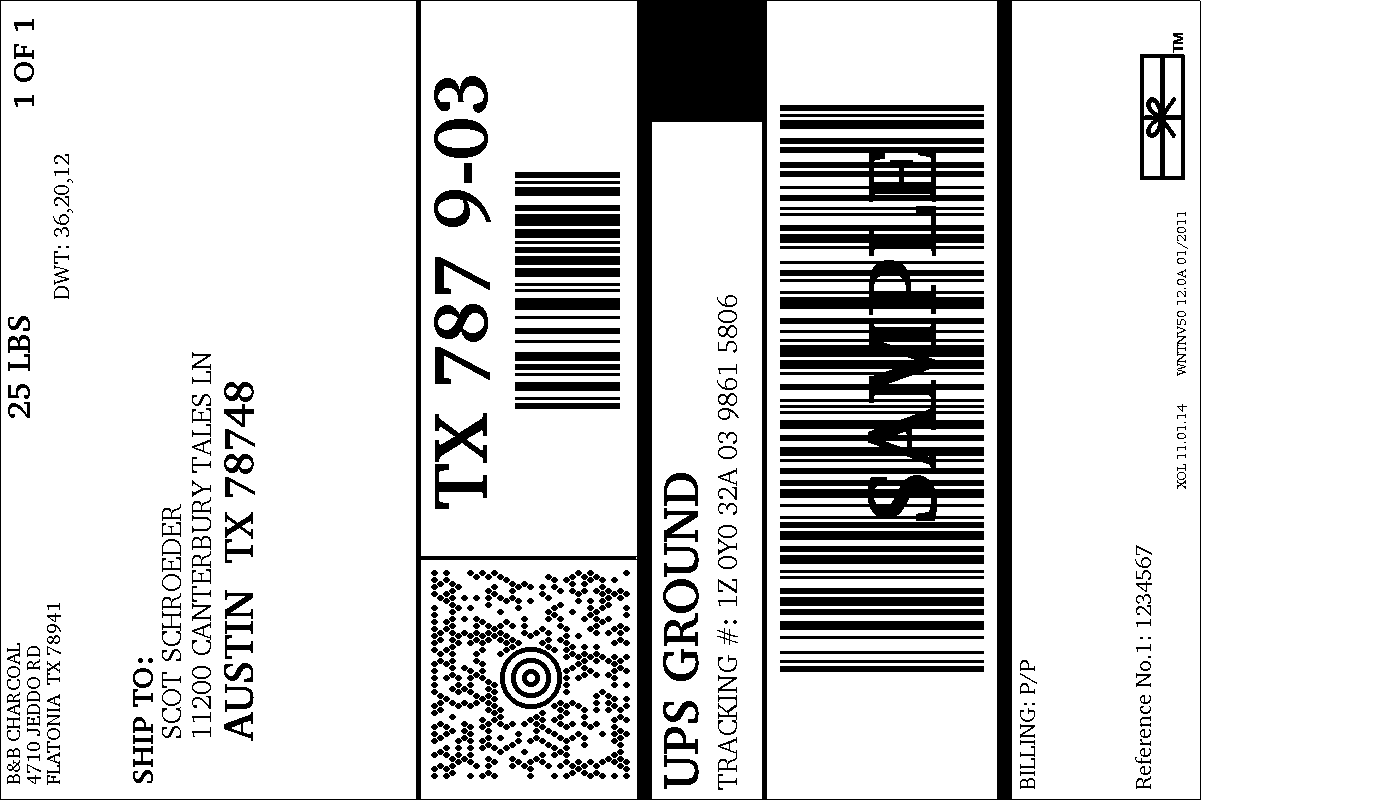 1 OF 1
25 LBS
DWT: 36,20,12
B&B CHARCOAL
4710 JEDDO RD
FLATONIA TX 78941
SHIP TO:
SCOT SCHROEDER
11200 CANTERBURY TALES LN
AUSTIN TX 78748
TX 787 9-03
UPS GROUND
TRACKING #: 1Z 0Y0 32A 03 9861 5806
SAMPLE
BILLING: P/P
Reference No.1: 1234567
XOL 11.01.14 WNTNV50 12.0A 01/2011
TM